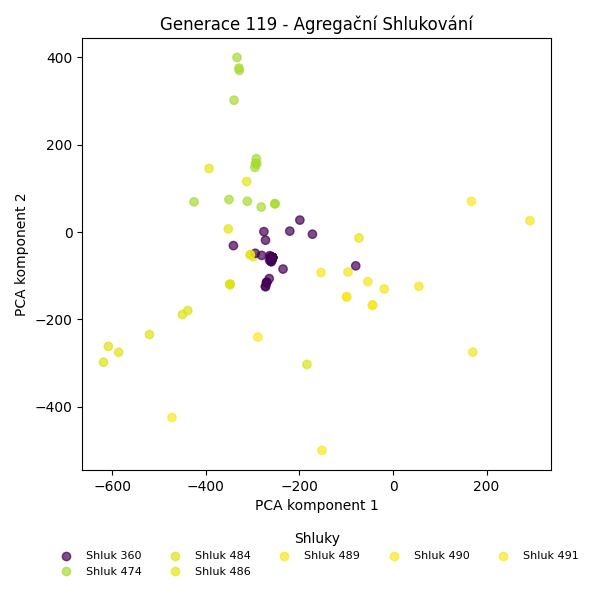 Generace 119 - Agregační Shlukování
400
200
0
−200
−400
PCA komponent 2
−600 −400 −200 0 200
PCA komponent 1
Shluky
Shluk 360 Shluk 484 Shluk 489 Shluk 490 Shluk 491
Shluk 474 Shluk 486